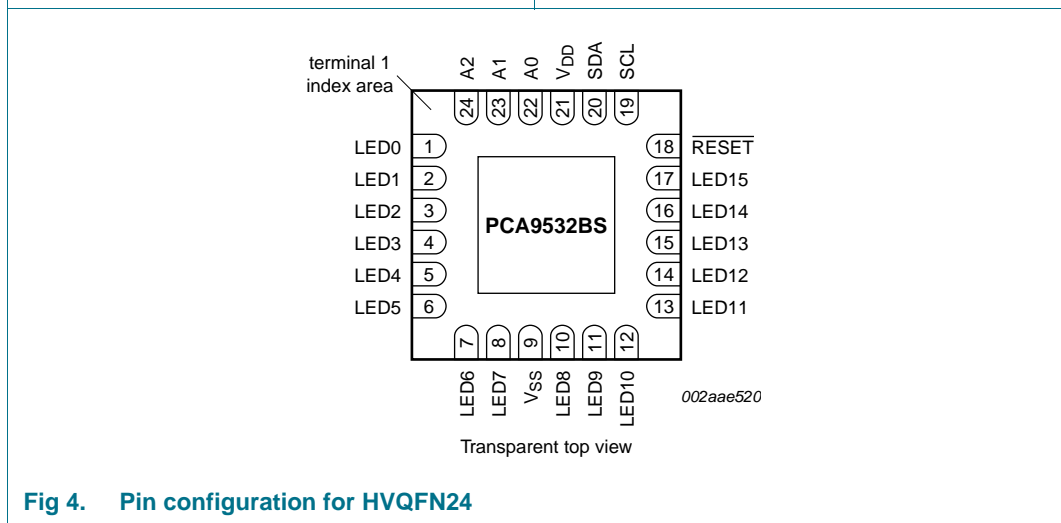 terminal 1
index area
A2
A1
A0
VDD
SDA
SCL
24
23
22
21
20
19
LED0 1
LED1 2
LED2 3
LED3 4
LED4 5
LED5 6
PCA9532BS
18 RESET
17 LED15
16 LED14
15 LED13
14 LED12
13 LED11
7
8
9
10
11
12
LED6
LED7
VSS
LED8
LED9
LED10
002aae520
Transparent top view
Fig 4. Pin configuration for HVQFN24